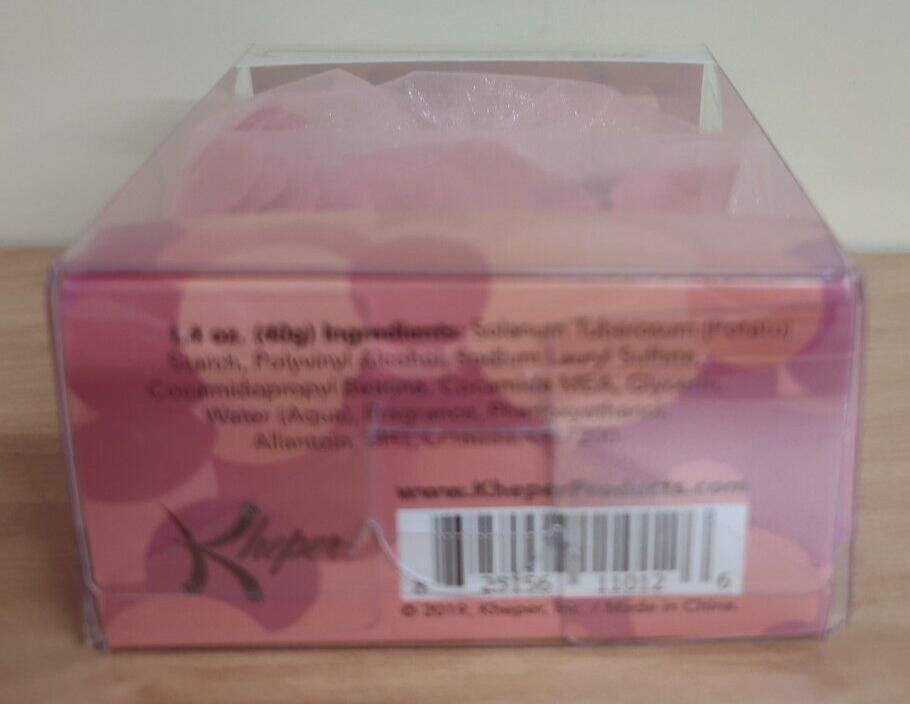 1.4 oz. (40g) Ingredients: Solanum Tuberosum (Potato)
Starch, Polyvinyl Alcohol, Sodium Lauryl Sulfate,
Cocamidopropyl Betaine, Cocamide MEA, Glycerin,
Water (Aqua), Fragrance, Phenoxyethanol,
Allantoin,
www.KheperProducts.com
Kheper!
25156 11012 6
© 2019, Kheper, Inc. / Made in China.